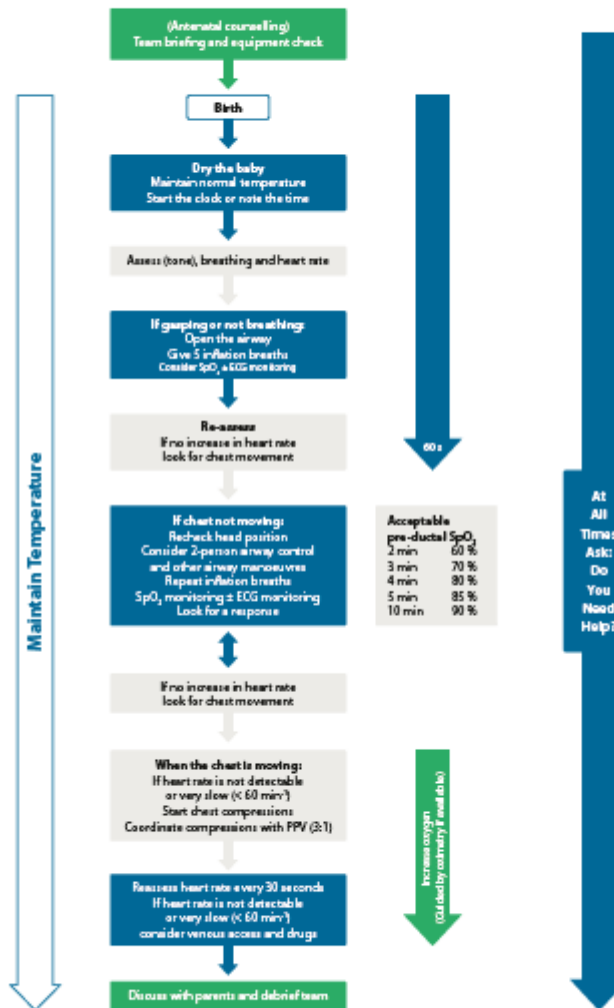 (Antenatal counselling)
Team briefing and equipment check
Birth
Dry the baby
Maintain normal temperature
Start the clock or note the time
Assess (tone), breathing and heart rate
If gasping or not breathing:
Open the airway
Give 5 inflation breaths
Consider SpO₂ ± ECG monitoring
Re-assess
If no increase in heart rate
look for chest movement
If chest not moving:
Recheck head position
Consider 2-person airway control
and other airway manoeuvres
Repeat inflation breaths
SpO₂ monitoring ± ECG monitoring
Look for a response
If no increase in heart rate
look for chest movement
When the chest is moving:
If heart rate is not detectable
or very slow (< 60 min⁻¹)
Start chest compressions
Coordinate compressions with PPV (3:1)
Reassess heart rate every 30 seconds
If heart rate is not detectable
or very slow (< 60 min⁻¹)
consider venous access and drugs
Discuss with parents and debrief team
Maintain Temperature
60 s
Acceptable
pre-ductal SpO₂
2 min 60 %
3 min 70 %
4 min 80 %
5 min 85 %
10 min 90 %
Increase oxygen
(Guided by oximetry if available)
At
All
Times
Ask:
Do
You
Need
Help?